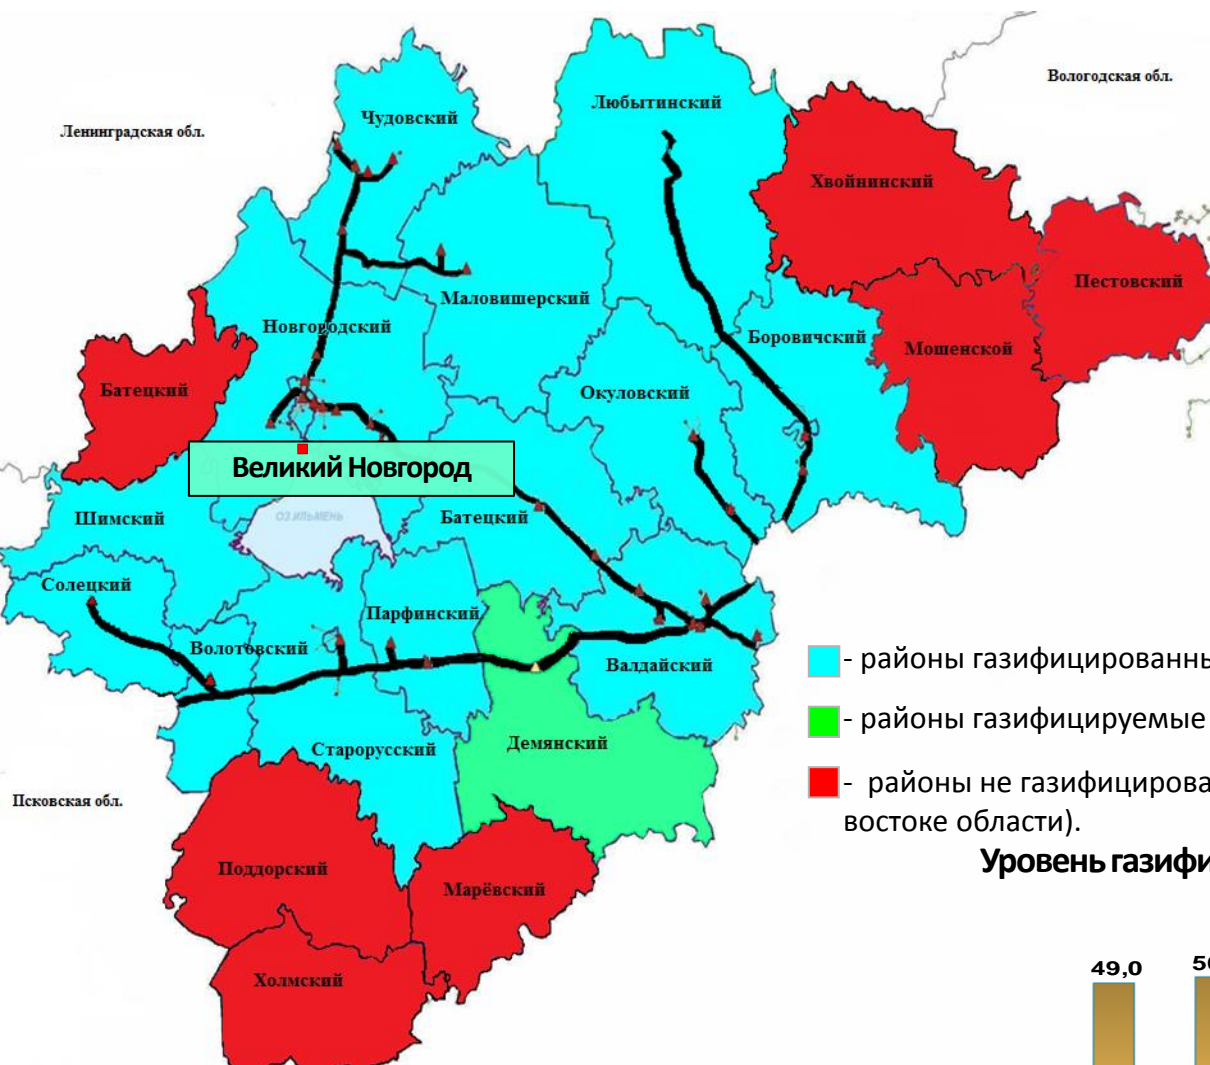 Вологодская обл.
Любытинский
Чудовский
Ленинградская обл.
Хвойнинский
Пестовский
Маловишерский
Новгородский
Боровичский
Мошенской
Батецкий
Окуловский
Великий Новгород
Шимский
ОЗ.ИЛЬМЕНЬ
Батецкий
Солецкий
Парфинский
Волотовский
Валдайский
- районы газифицированны
- районы газифицируемые
Демянский
Старорусский
- районы не газифицирова
востоке области).
Псковская обл.
Уровень газифи
Поддорский
Марёвский
Холмский
49,0